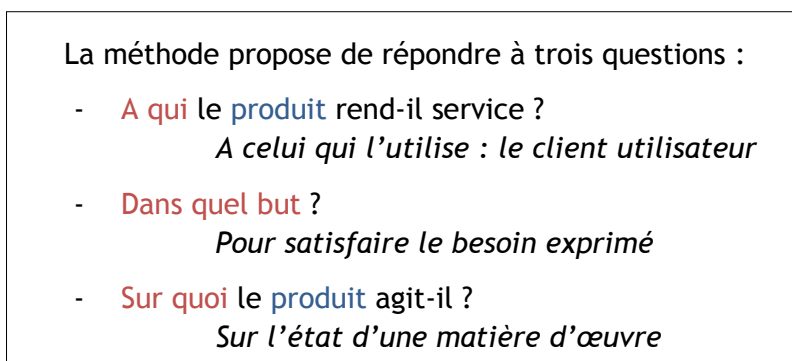 La méthode propose de répondre à trois questions :
- A qui le produit rend-il service ?
A celui qui l’utilise : le client utilisateur
- Dans quel but ?
Pour satisfaire le besoin exprimé
- Sur quoi le produit agit-il ?
Sur l’état d’une matière d’œuvre